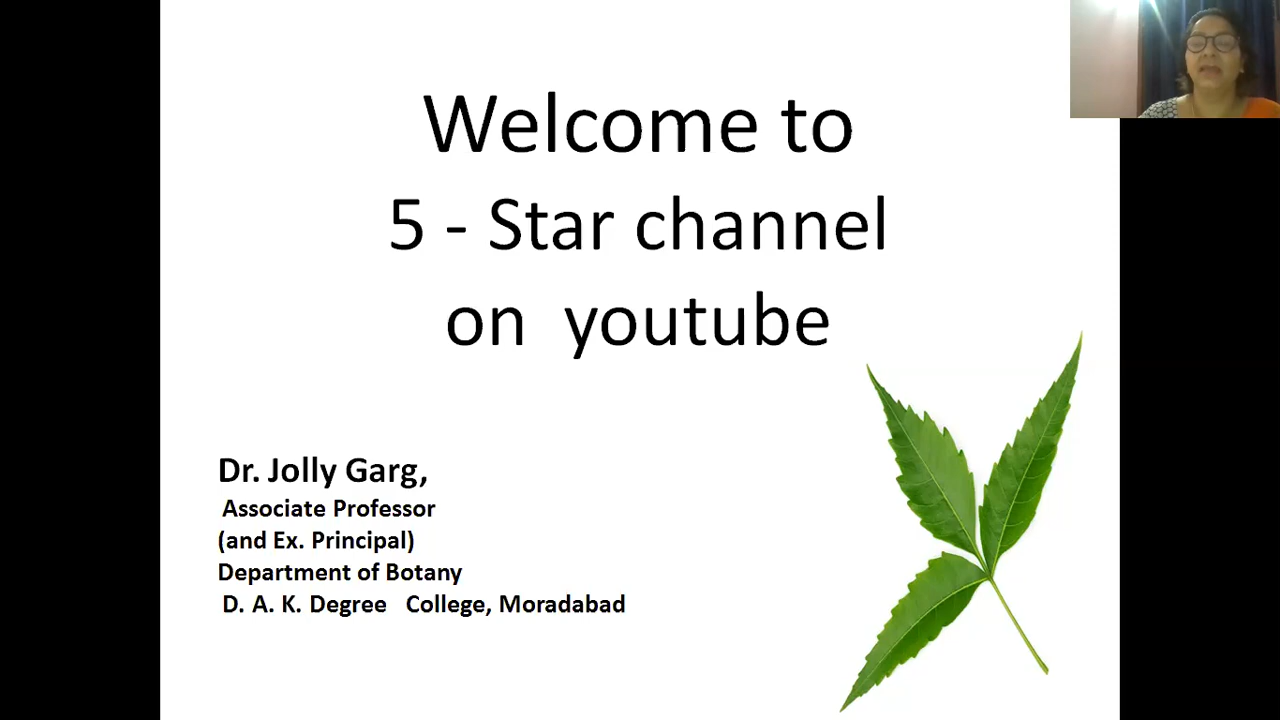 Welcome to
5 - Star channel
on youtube
Dr. Jolly Garg,
Associate Professor
(and Ex. Principal)
Department of Botany
D. A. K. Degree College, Moradabad